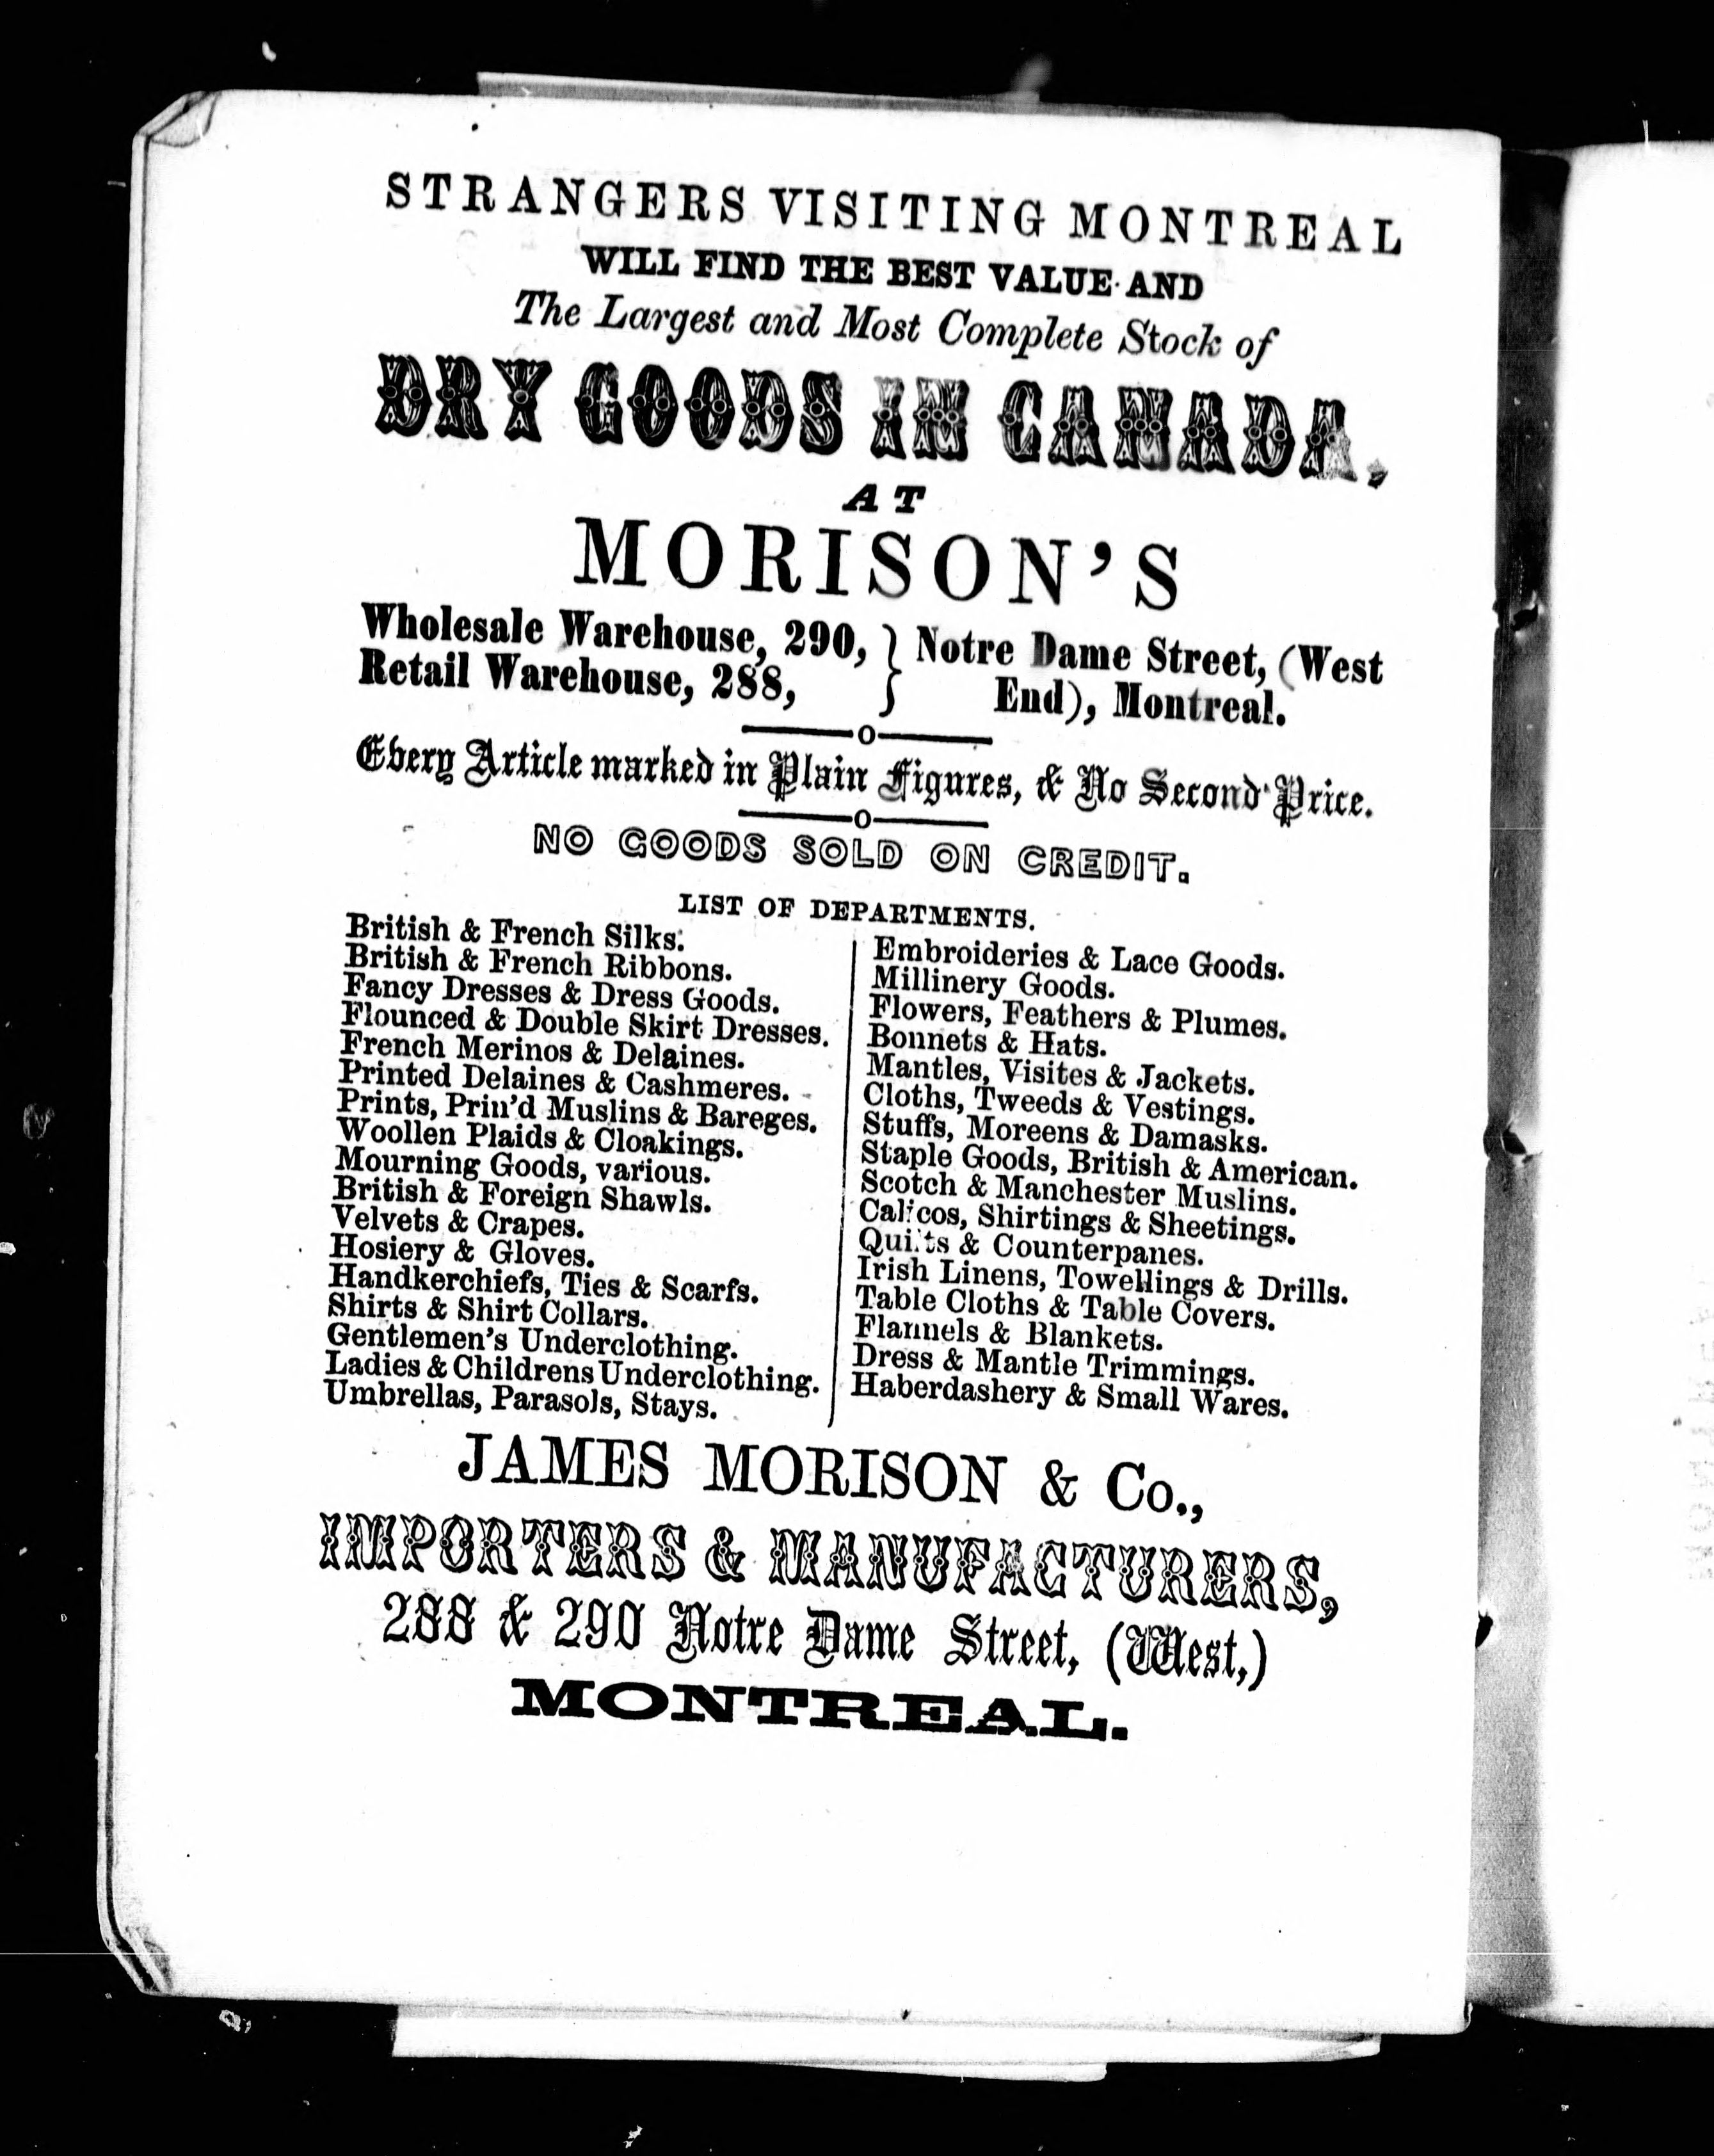 STRANGERS VISITING MONTREAL
WILL FIND THE BEST VALUE AND
The Largest and Most Complete Stock of
DRY GOODS IN CANADA,
AT
MORISON'S
Wholesale Warehouse, 290, } Notre Dame Street, (West
Retail Warehouse, 288, } End), Montreal.
Every Article marked in Plain Figures, & No Second Price.
NO GOODS SOLD ON CREDIT.
LIST OF DEPARTMENTS.
British & French Silks.
British & French Ribbons.
Fancy Dresses & Dress Goods.
Flounced & Double Skirt Dresses.
French Merinos & Delaines.
Printed Delaines & Cashmeres.
Prints, Prin'd Muslins & Bareges.
Woollen Plaids & Cloakings.
Mourning Goods, various.
British & Foreign Shawls.
Velvets & Crapes.
Hosiery & Gloves.
Handkerchiefs, Ties & Scarfs.
Shirts & Shirt Collars.
Gentlemen's Underclothing.
Ladies & Childrens Underclothing.
Umbrellas, Parasols, Stays.
Embroideries & Lace Goods.
Millinery Goods.
Flowers, Feathers & Plumes.
Bonnets & Hats.
Mantles, Visites & Jackets.
Cloths, Tweeds & Vestings.
Stuffs, Moreens & Damasks.
Staple Goods, British & American.
Scotch & Manchester Muslins.
Calicos, Shirtings & Sheetings.
Quilts & Counterpanes.
Irish Linens, Towellings & Drills.
Table Cloths & Table Covers.
Flannels & Blankets.
Dress & Mantle Trimmings.
Haberdashery & Small Wares.
JAMES MORISON & Co.,
IMPORTERS & MANUFACTURERS,
288 & 290 Notre Dame Street, (West,)
MONTREAL.